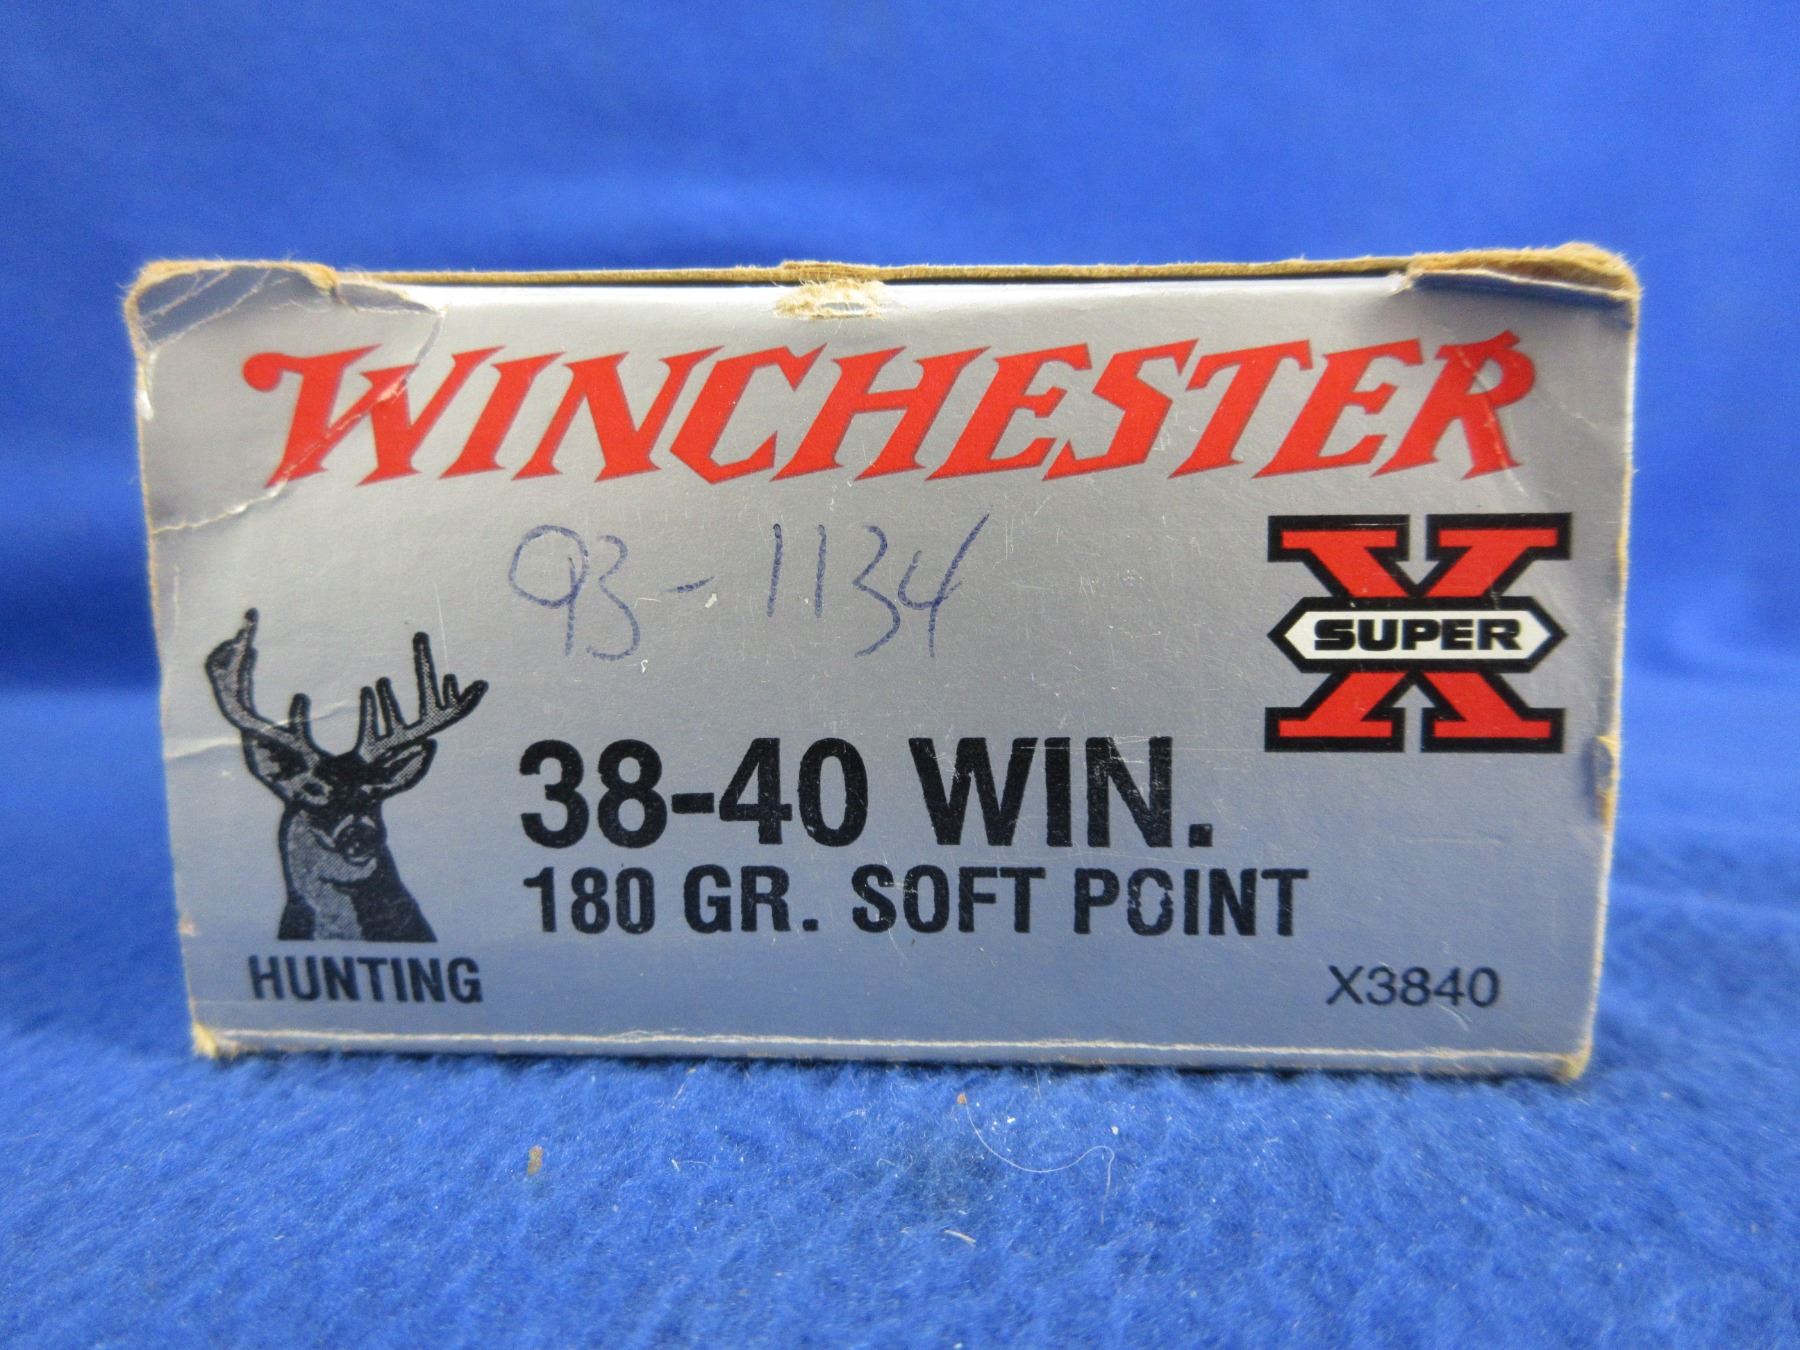 WINCHESTER
93-1134
X
SUPER
38-40 WIN.
180 GR. SOFT POINT
HUNTING
X3840